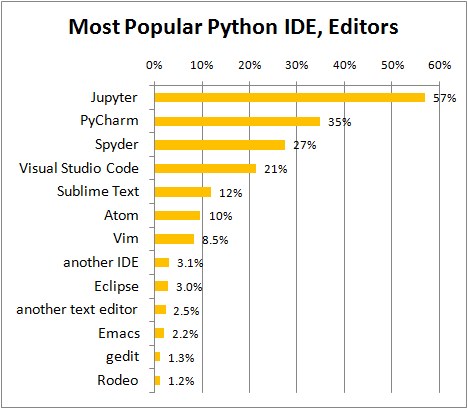 Most Popular Python IDE, Editors
0% 10% 20% 30% 40% 50% 60%
Jupyter 57%
PyCharm 35%
Spyder 27%
Visual Studio Code 21%
Sublime Text 12%
Atom 10%
Vim 8.5%
another IDE 3.1%
Eclipse 3.0%
another text editor 2.5%
Emacs 2.2%
gedit 1.3%
Rodeo 1.2%